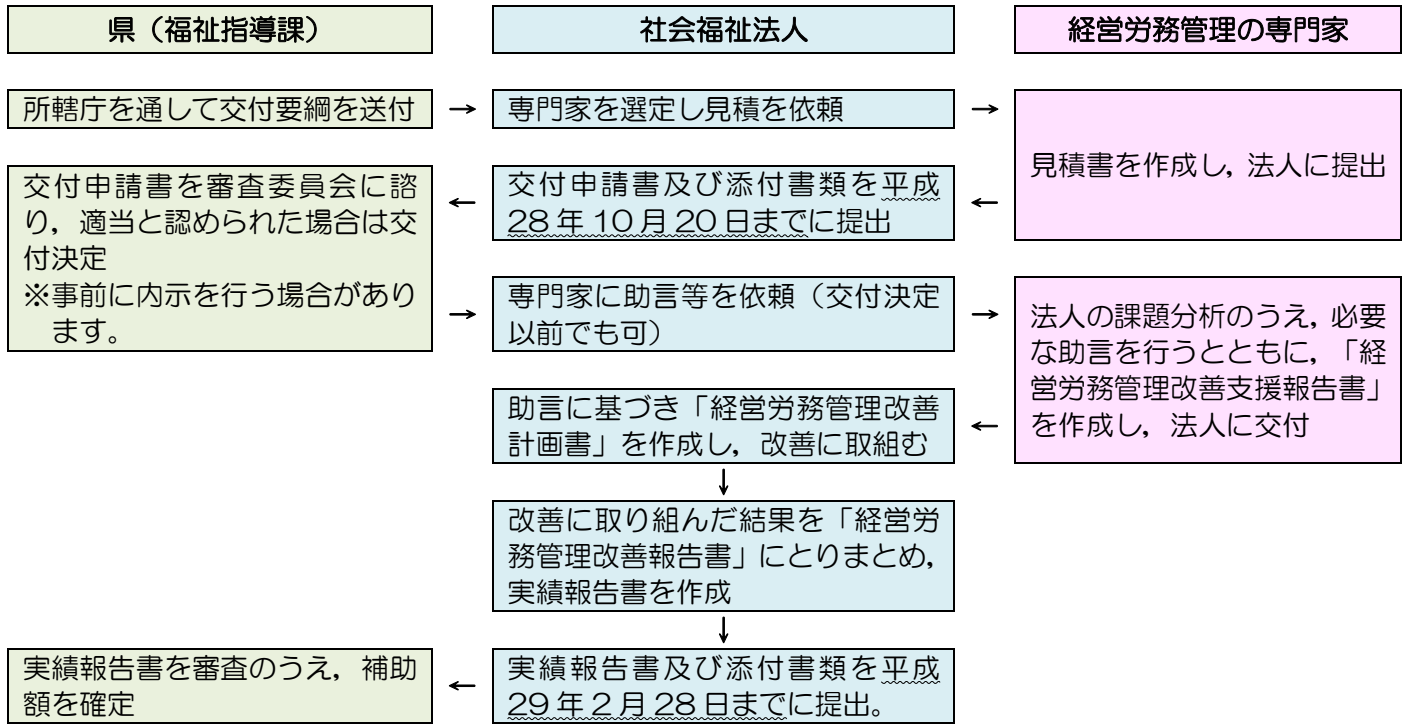 県（福祉指導課）
社会福祉法人
経営労務管理の専門家
所轄庁を通して交付要綱を送付
→
専門家を選定し見積を依頼
→
見積書を作成し，法人に提出
交付申請書を審査委員会に諮
り，適当と認められた場合は交
付決定
※事前に内示を行う場合があり
ます。
←
交付申請書及び添付書類を平成
28年10月20日までに提出
←
→
専門家に助言等を依頼（交付決定
以前でも可）
→
法人の課題分析のうえ，必要
な助言を行うとともに，「経
営労務管理改善支援報告書」
を作成し，法人に交付
助言に基づき「経営労務管理改善
計画書」を作成し，改善に取組む
←
↓
改善に取り組んだ結果を「経営労
務管理改善報告書」にとりまとめ，
実績報告書を作成
↓
実績報告書を審査のうえ，補助
額を確定
←
実績報告書及び添付書類を平成
29年2月28日までに提出。